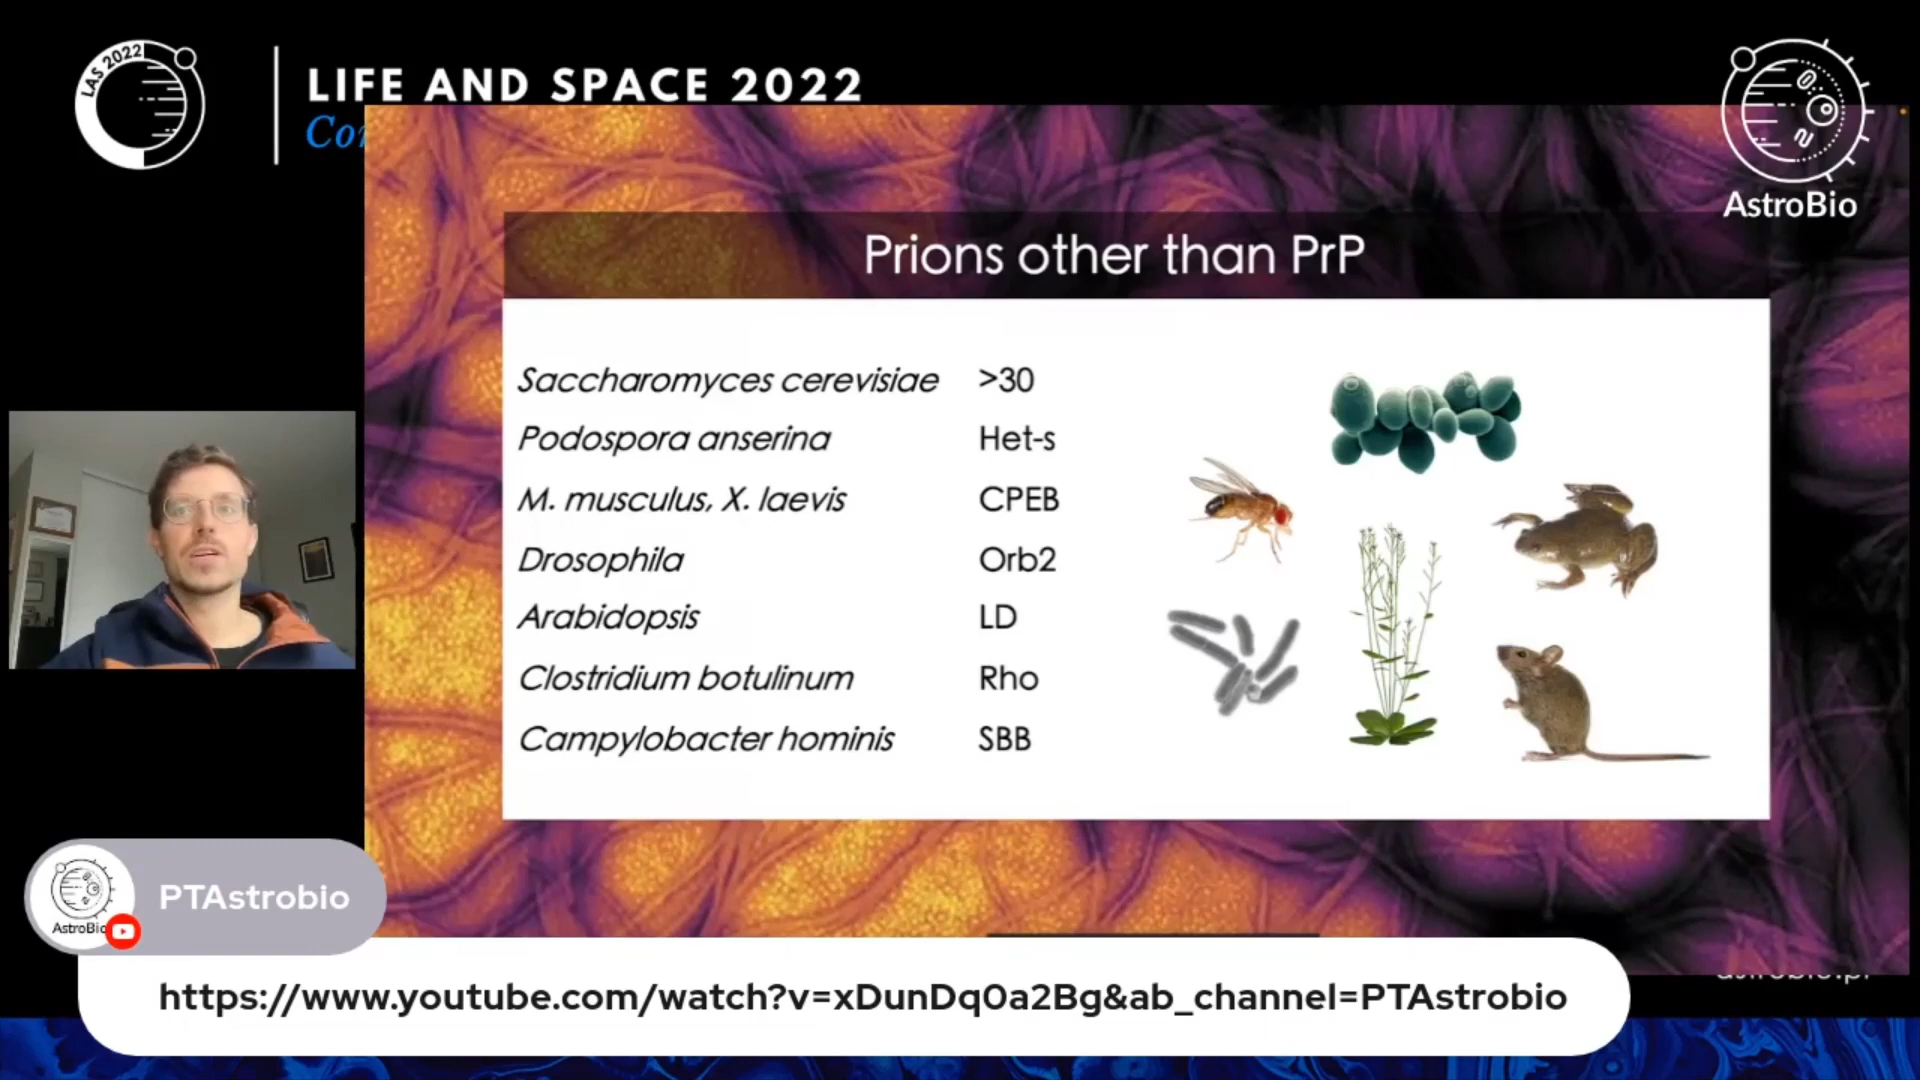 LAS 2022
LIFE AND SPACE 2022
AstroBio
Prions other than PrP
Saccharomyces cerevisiae >30
Podospora anserina Het-s
M. musculus, X. laevis CPEB
Drosophila Orb2
Arabidopsis LD
Clostridium botulinum Rho
Campylobacter hominis SBB
PTAstrobio
https://www.youtube.com/watch?v=xDunDq0a2Bg&ab_channel=PTAstrobio